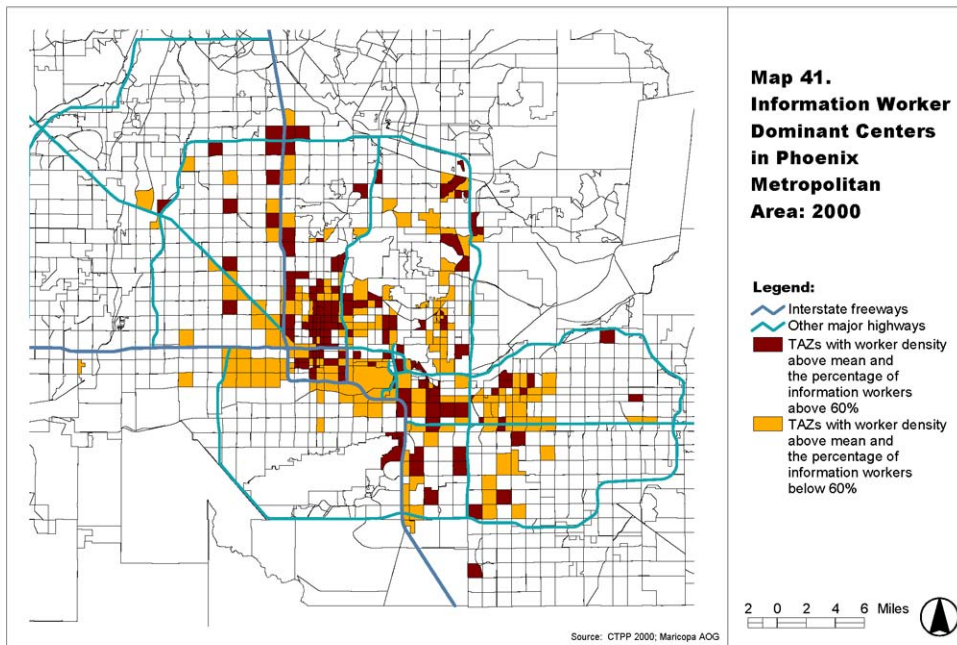 Map 41.
Information Worker
Dominant Centers
in Phoenix
Metropolitan
Area: 2000
Legend:
Interstate freeways
Other major highways
TAZs with worker density
above mean and
the percentage of
information workers
above 60%
TAZs with worker density
above mean and
the percentage of
information workers
below 60%
2 0 2 4 6 Miles
Source: CTPP 2000; Maricopa AOG